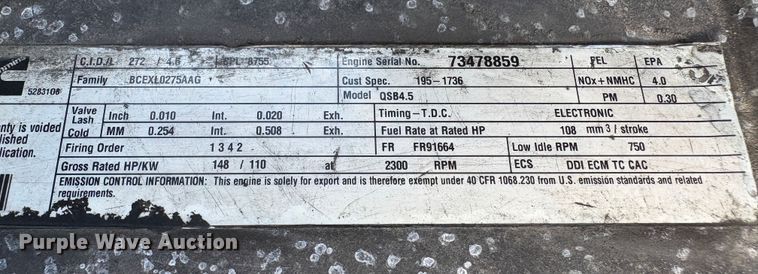 C.I.D./L 272 / 4.5 CPL 8755 Engine Serial No. 73478859 FEL EPA
Family BCEXL0275AAG Cust Spec. 195-1736 NOx+NMHC 4.0
5283108 Model QSB4.5 PM 0.30
Valve Lash Cold Inch 0.010 Int. 0.020 Exh. Timing-T.D.C. ELECTRONIC
MM 0.254 Int. 0.508 Exh. Fuel Rate at Rated HP 108 mm3 / stroke
nty is voided
blished
lication.
Firing Order 1 3 4 2 FR FR91664 Low Idle RPM 750
Gross Rated HP/KW 148 / 110 at 2300 RPM ECS DDI ECM TC CAC
EMISSION CONTROL INFORMATION: This engine is solely for export and is therefore exempt under 40 CFR 1068.230 from U.S. emission standards and related
requirements.
Purple Wave Auction